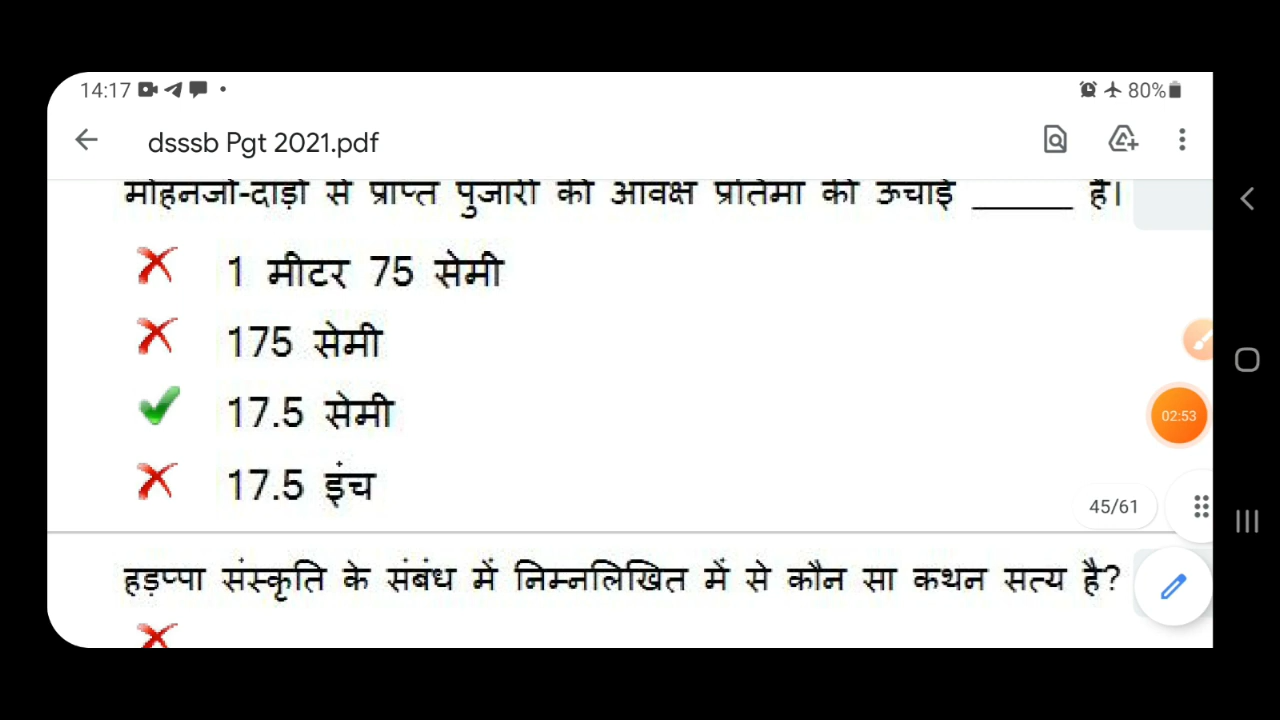 14:17
80%
dsssb Pgt 2021.pdf
मोहनजो-दाड़ो से प्राप्त पुजारी की आवक्ष प्रतिमा की ऊंचाई ______ है।
1 मीटर 75 सेमी
175 सेमी
17.5 सेमी
02:53
17.5 इंच
45/61
हड़प्पा संस्कृति के संबंध में निम्नलिखित में से कौन सा कथन सत्य है?